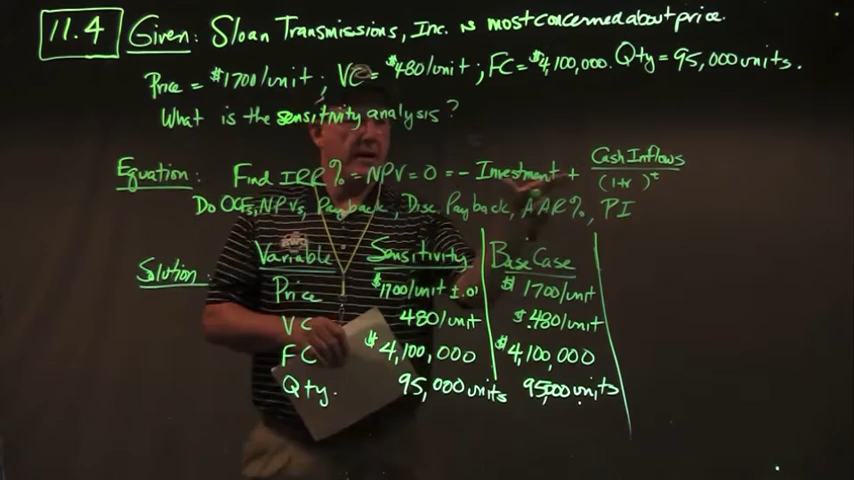 11.4 Given: Sloan Transmissions, Inc. is most concerned about price.
Price = $1700/unit ; VC = $480/unit ; FC = $4,100,000. Qty = 95,000 units.
What is the sensitivity analysis?
Equation: Find IRR% = NPV = 0 = - Investment + Cash Inflows
(1+r)^t
Do OCFs, NPVs, Payback, Disc. Payback, AAR%, PI
Solution: Variable Sensitivity Base Case
Price $1700/unit ±.01 $1700/unit
VC 480/unit $.480/unit
FC $4,100,000 $4,100,000
Qty. 95,000 units 95,000 units